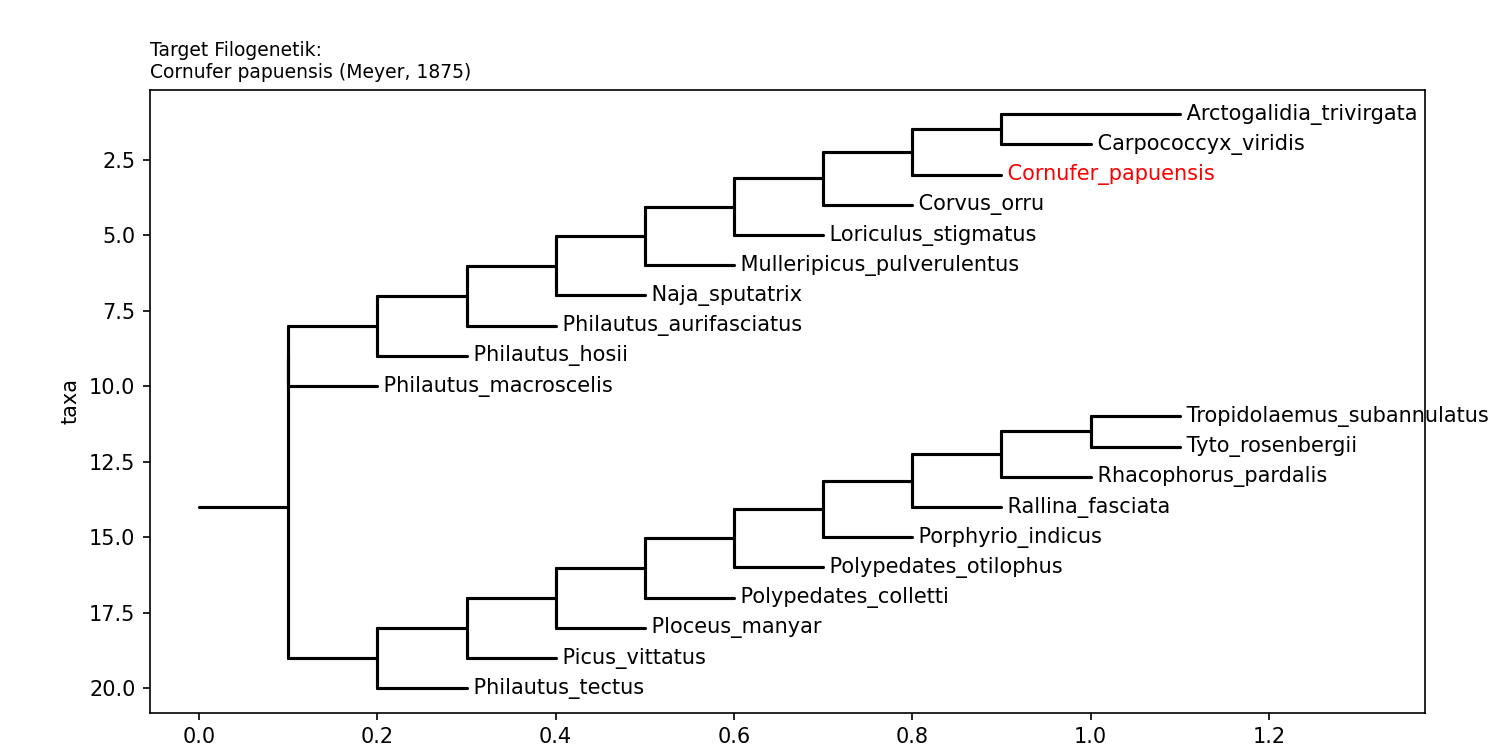 Target Filogenetik:
Cornufer papuensis (Meyer, 1875)
Arctogalidia_trivirgata
Carpococcyx_viridis
2.5
Cornufer_papuensis
Corvus_orru
5.0
Loriculus_stigmatus
Mulleripicus_pulverulentus
7.5
Naja_sputatrix
Philautus_aurifasciatus
Philautus_hosii
10.0
Philautus_macroscelis
taxa
Tropidolaemus_subannulatus
Tyto_rosenbergii
12.5
Rhacophorus_pardalis
Rallina_fasciata
15.0
Porphyrio_indicus
Polypedates_otilophus
Polypedates_colletti
17.5
Ploceus_manyar
Picus_vittatus
20.0
Philautus_tectus
0.0 0.2 0.4 0.6 0.8 1.0 1.2